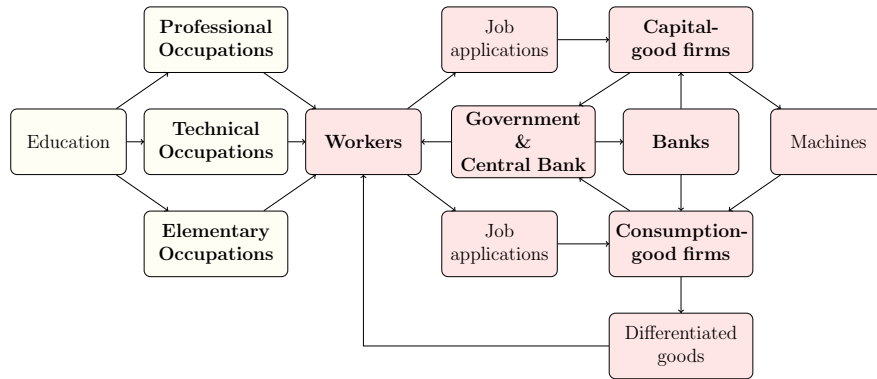 Professional
Occupations
Job
applications
Capital-
good firms
Education
Technical
Occupations
Workers
Government
&
Central Bank
Banks
Machines
Elementary
Occupations
Job
applications
Consumption-
good firms
Differentiated
goods